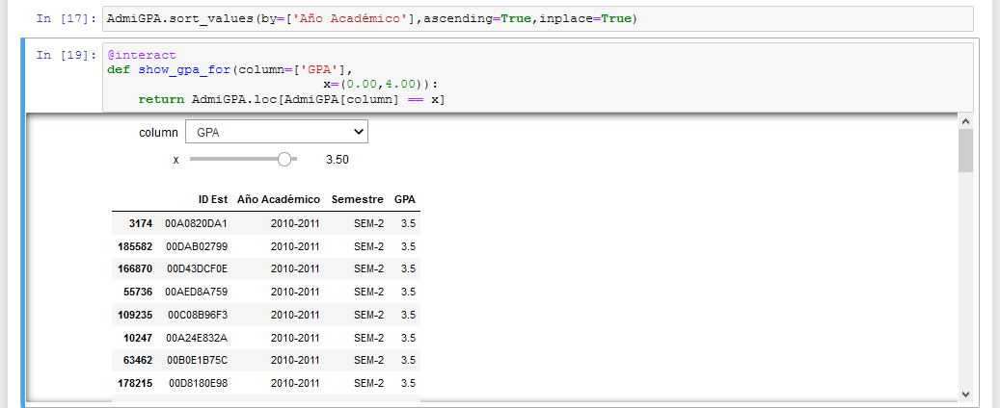 In [17]: AdmiGPA.sort_values(by=['Año Académico'],ascending=True,inplace=True)
In [19]: @interact
def show_gpa_for(column=['GPA'],
x=(0.00,4.00)):
return AdmiGPA.loc[AdmiGPA[column] == x]
column GPA
x 3.50
ID Est Año Académico Semestre GPA
3174 00A0820DA1 2010-2011 SEM-2 3.5
185582 00DAB02799 2010-2011 SEM-2 3.5
166870 00D43DCF0E 2010-2011 SEM-2 3.5
55736 00AED8A759 2010-2011 SEM-2 3.5
109235 00C08B96F3 2010-2011 SEM-2 3.5
10247 00A24E832A 2010-2011 SEM-2 3.5
63462 00B0E1B75C 2010-2011 SEM-2 3.5
178215 00D8180E98 2010-2011 SEM-2 3.5